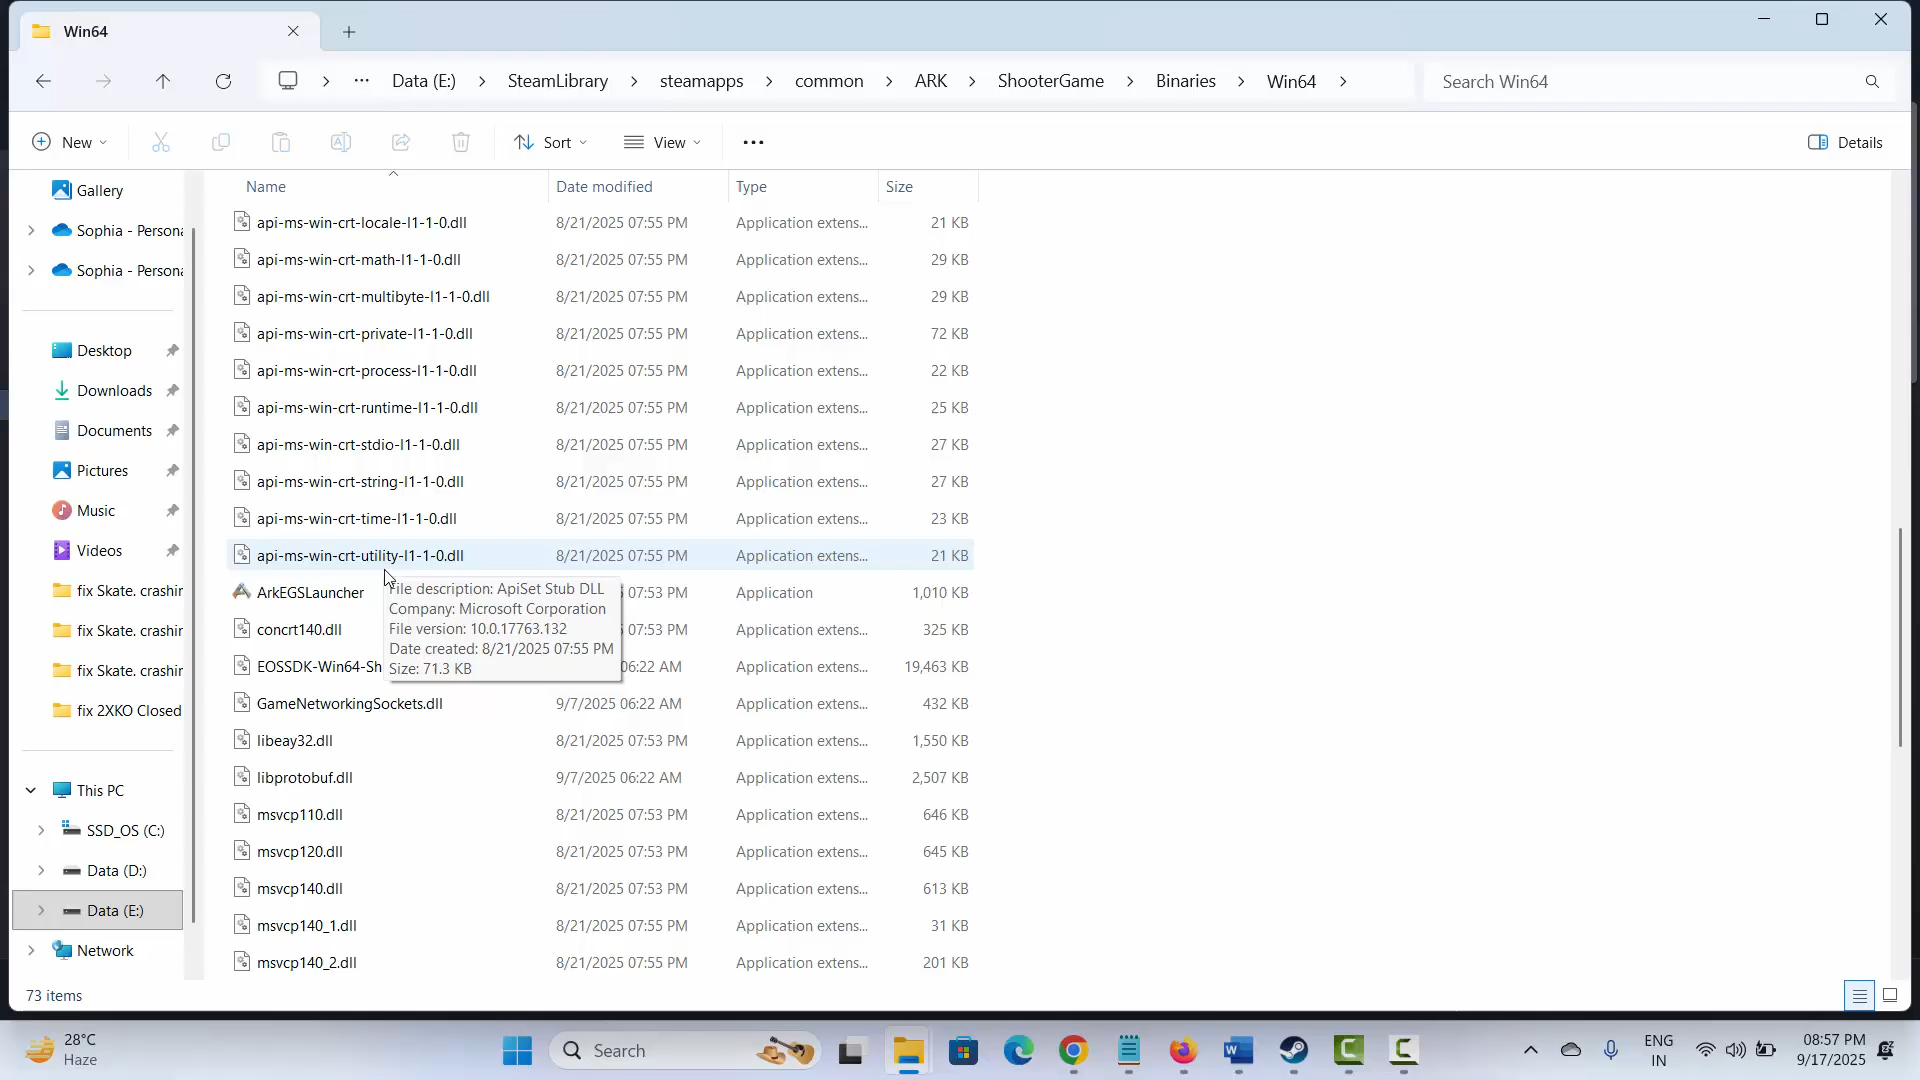 Win64
Data (E:) SteamLibrary steamapps common ARK ShooterGame Binaries Win64
Search Win64
New Sort View Details
Name Date modified Type Size
Gallery
Sophia - Persona
Sophia - Persona
Desktop
Downloads
Documents
Pictures
Music
Videos
fix Skate. crashir
fix Skate. crashir
fix Skate. crashir
fix 2XKO Closed
This PC
SSD_OS (C:)
Data (D:)
Data (E:)
Network
api-ms-win-crt-locale-l1-1-0.dll 8/21/2025 07:55 PM Application extens... 21 KB
api-ms-win-crt-math-l1-1-0.dll 8/21/2025 07:55 PM Application extens... 29 KB
api-ms-win-crt-multibyte-l1-1-0.dll 8/21/2025 07:55 PM Application extens... 29 KB
api-ms-win-crt-private-l1-1-0.dll 8/21/2025 07:55 PM Application extens... 72 KB
api-ms-win-crt-process-l1-1-0.dll 8/21/2025 07:55 PM Application extens... 22 KB
api-ms-win-crt-runtime-l1-1-0.dll 8/21/2025 07:55 PM Application extens... 25 KB
api-ms-win-crt-stdio-l1-1-0.dll 8/21/2025 07:55 PM Application extens... 27 KB
api-ms-win-crt-string-l1-1-0.dll 8/21/2025 07:55 PM Application extens... 27 KB
api-ms-win-crt-time-l1-1-0.dll 8/21/2025 07:55 PM Application extens... 23 KB
api-ms-win-crt-utility-l1-1-0.dll 8/21/2025 07:55 PM Application extens... 21 KB
ArkEGSLauncher 07:53 PM Application 1,010 KB
concrt140.dll 07:53 PM Application extens... 325 KB
EOSSDK-Win64-Sh 06:22 AM Application extens... 19,463 KB
File description: ApiSet Stub DLL
Company: Microsoft Corporation
File version: 10.0.17763.132
Date created: 8/21/2025 07:55 PM
Size: 71.3 KB
GameNetworkingSockets.dll 9/7/2025 06:22 AM Application extens... 432 KB
libeay32.dll 8/21/2025 07:53 PM Application extens... 1,550 KB
libprotobuf.dll 9/7/2025 06:22 AM Application extens... 2,507 KB
msvcp110.dll 8/21/2025 07:53 PM Application extens... 646 KB
msvcp120.dll 8/21/2025 07:53 PM Application extens... 645 KB
msvcp140.dll 8/21/2025 07:53 PM Application extens... 613 KB
msvcp140_1.dll 8/21/2025 07:55 PM Application extens... 31 KB
msvcp140_2.dll 8/21/2025 07:55 PM Application extens... 201 KB
73 items
28°C
Haze
Search
ENG
IN
08:57 PM
9/17/2025